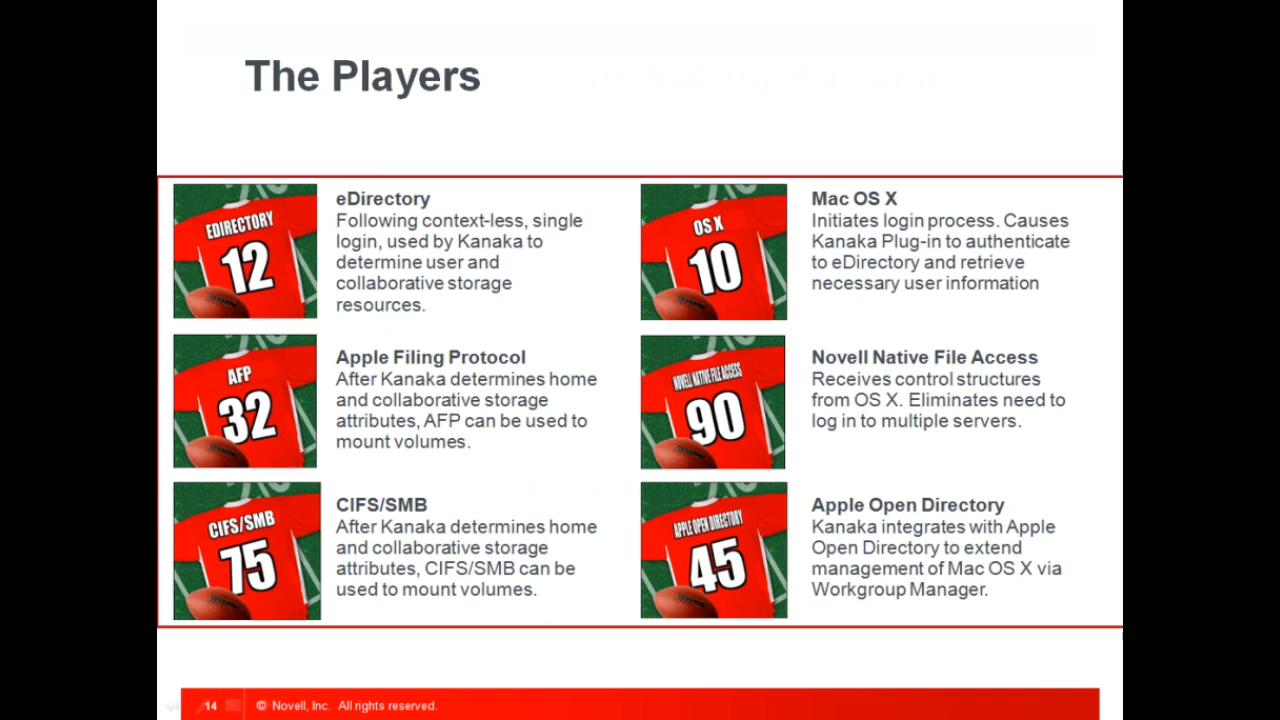 The Players
EDIRECTORY
12
eDirectory
Following context-less, single
login, used by Kanaka to
determine user and
collaborative storage
resources.
OS X
10
Mac OS X
Initiates login process. Causes
Kanaka Plug-in to authenticate
to eDirectory and retrieve
necessary user information
AFP
32
Apple Filing Protocol
After Kanaka determines home
and collaborative storage
attributes, AFP can be used to
mount volumes.
NOVELL NATIVE FILE ACCESS
90
Novell Native File Access
Receives control structures
from OS X. Eliminates need to
log in to multiple servers.
CIFS/SMB
75
CIFS/SMB
After Kanaka determines home
and collaborative storage
attributes, CIFS/SMB can be
used to mount volumes.
APPLE OPEN DIRECTORY
45
Apple Open Directory
Kanaka integrates with Apple
Open Directory to extend
management of Mac OS X via
Workgroup Manager.
14
© Novell, Inc. All rights reserved.